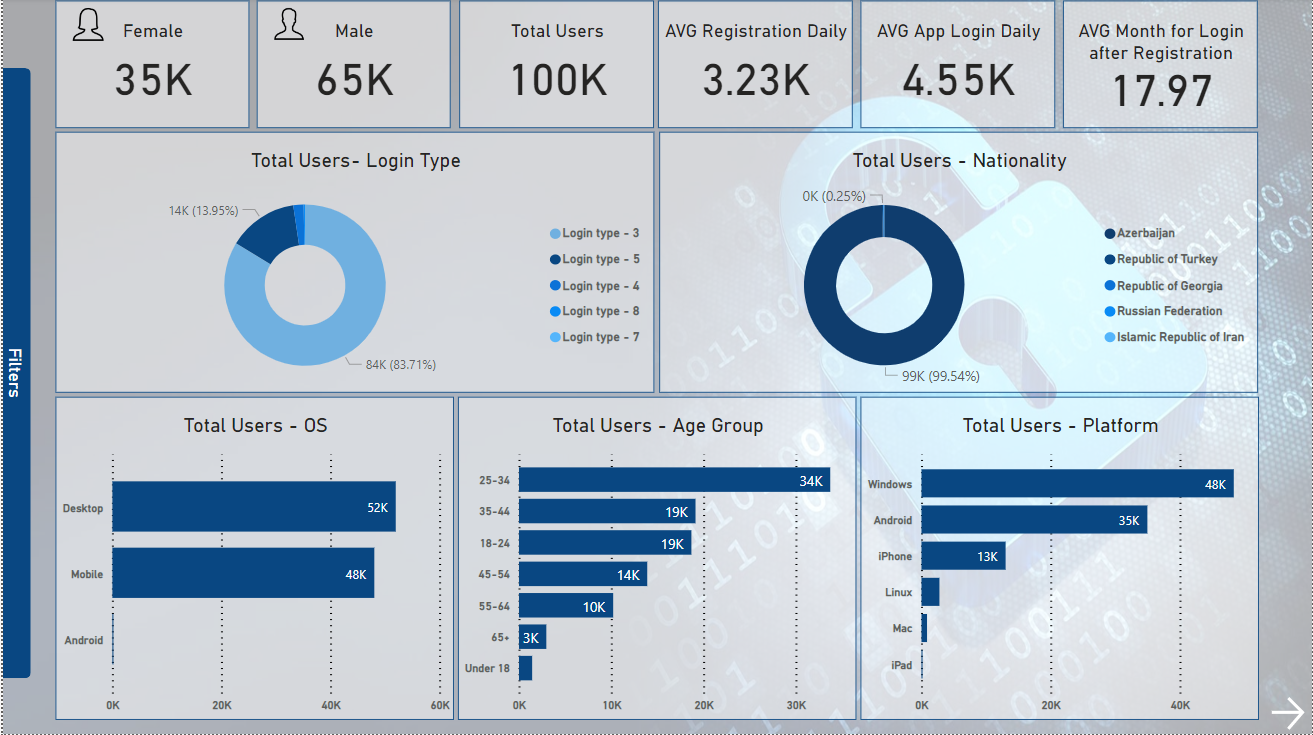 Female
35K
Male
65K
Total Users
100K
AVG Registration Daily
3.23K
AVG App Login Daily
4.55K
AVG Month for Login
after Registration
17.97
Filters
Total Users- Login Type
14K (13.95%)
84K (83.71%)
Login type - 3
Login type - 5
Login type - 4
Login type - 8
Login type - 7
Total Users - Nationality
0K (0.25%)
99K (99.54%)
Azerbaijan
Republic of Turkey
Republic of Georgia
Russian Federation
Islamic Republic of Iran
Total Users - OS
Desktop
52K
Mobile
48K
Android
0K
20K
40K
60K
Total Users - Age Group
25-34
34K
35-44
19K
18-24
19K
45-54
14K
55-64
10K
65+
3K
Under 18
0K
10K
20K
30K
Total Users - Platform
Windows
48K
Android
35K
iPhone
13K
Linux
Mac
iPad
0K
20K
40K